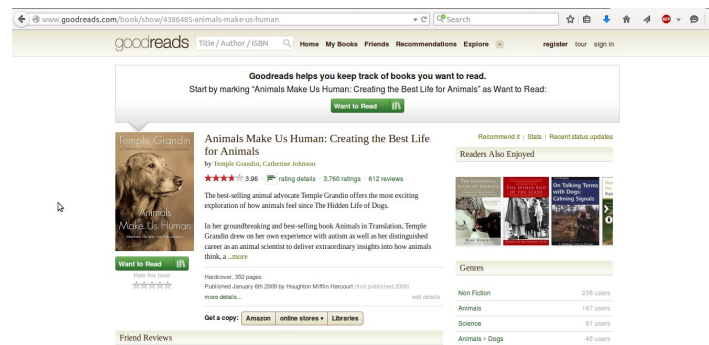 www.goodreads.com/book/show/4386485-animals-make-us-human
Search
goodreads
Title / Author / ISBN
Home My Books Friends Recommendations Explore
register tour sign in
Goodreads helps you keep track of books you want to read.
Start by marking “Animals Make Us Human: Creating the Best Life for Animals” as Want to Read:
Want to Read
Temple Grandin
Animals
Make Us Human
Want to Read
Rate this book
Animals Make Us Human: Creating the Best Life
for Animals
by Temple Grandin, Catherine Johnson
3.96 · rating details · 3,760 ratings · 612 reviews
The best-selling animal advocate Temple Grandin offers the most exciting
exploration of how animals feel since The Hidden Life of Dogs.
In her groundbreaking and best-selling book Animals in Translation, Temple
Grandin drew on her own experience with autism as well as her distinguished
career as an animal scientist to deliver extraordinary insights into how animals
think, a ...more
Hardcover, 352 pages
Published January 6th 2009 by Houghton Mifflin Harcourt (first published 2009)
more details...
edit details
Get a copy: Amazon online stores ▾ Libraries
Friend Reviews
Recommend It | Stats | Recent status updates
Readers Also Enjoyed
The Other End
of the Leash
On Talking Terms
with Dogs:
Calming Signals
Genres
Non Fiction 238 users
Animals 167 users
Science 61 users
Animals > Dogs 48 users